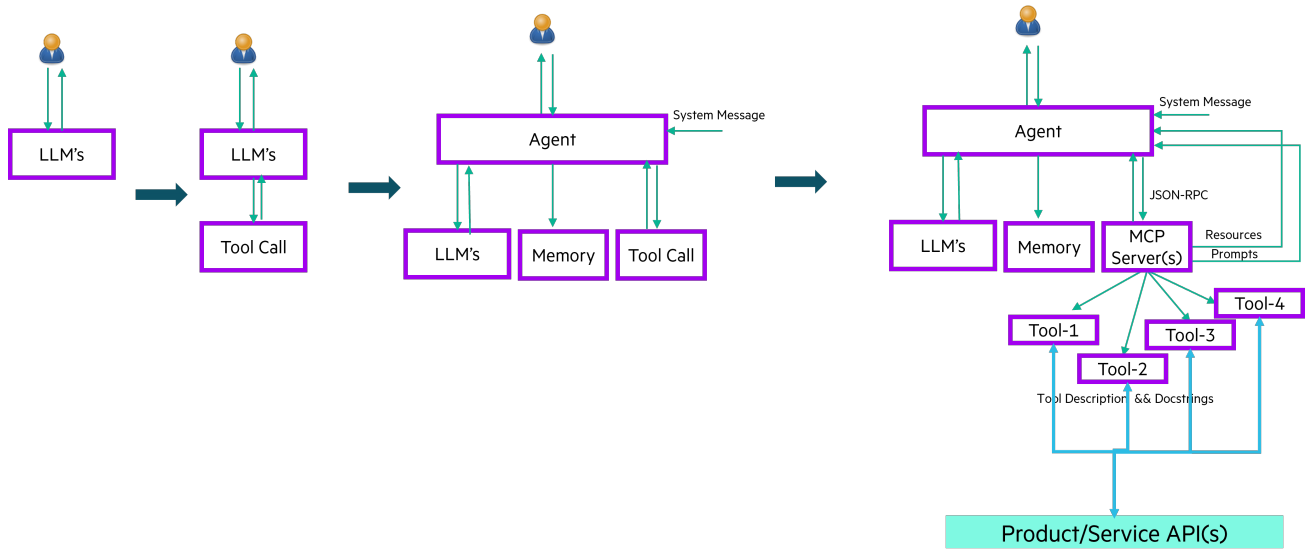 LLM's
LLM's
Tool Call
Agent
System Message
LLM's
Memory
Tool Call
System Message
Agent
JSON-RPC
LLM's
Memory
MCP
Server(s)
Resources
Prompts
Tool-1
Tool-2
Tool-3
Tool-4
Tool Description && Docstrings
Product/Service API(s)